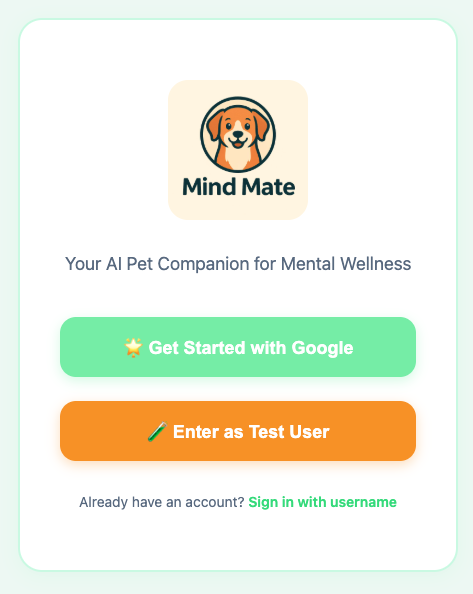 Mind Mate
Your AI Pet Companion for Mental Wellness
🌟 Get Started with Google
🧪 Enter as Test User
Already have an account? Sign in with username